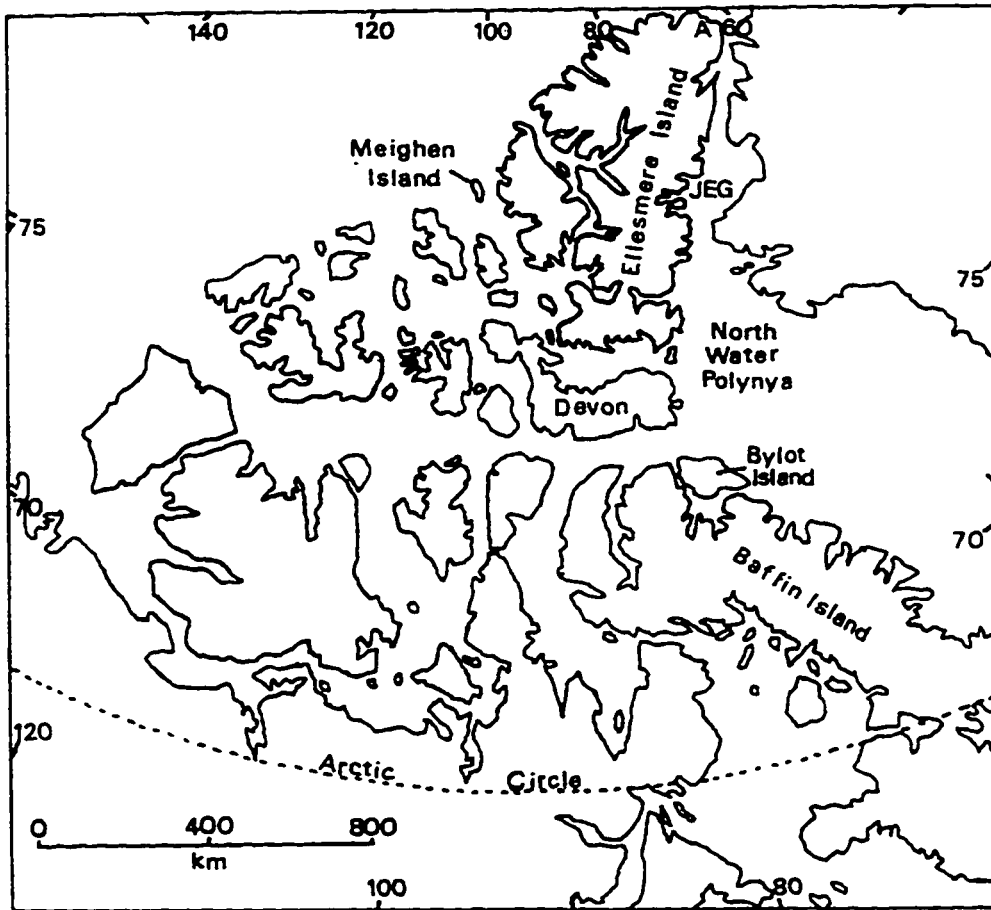 140 120 100 80 A 60
Meighen
Island
Ellesmere Island
JEG
75
75
North
Water
Polynya
Devon
Bylot
Island
70
70
Baffin Island
120
Arctic Circle
0 400 800
km
100 80